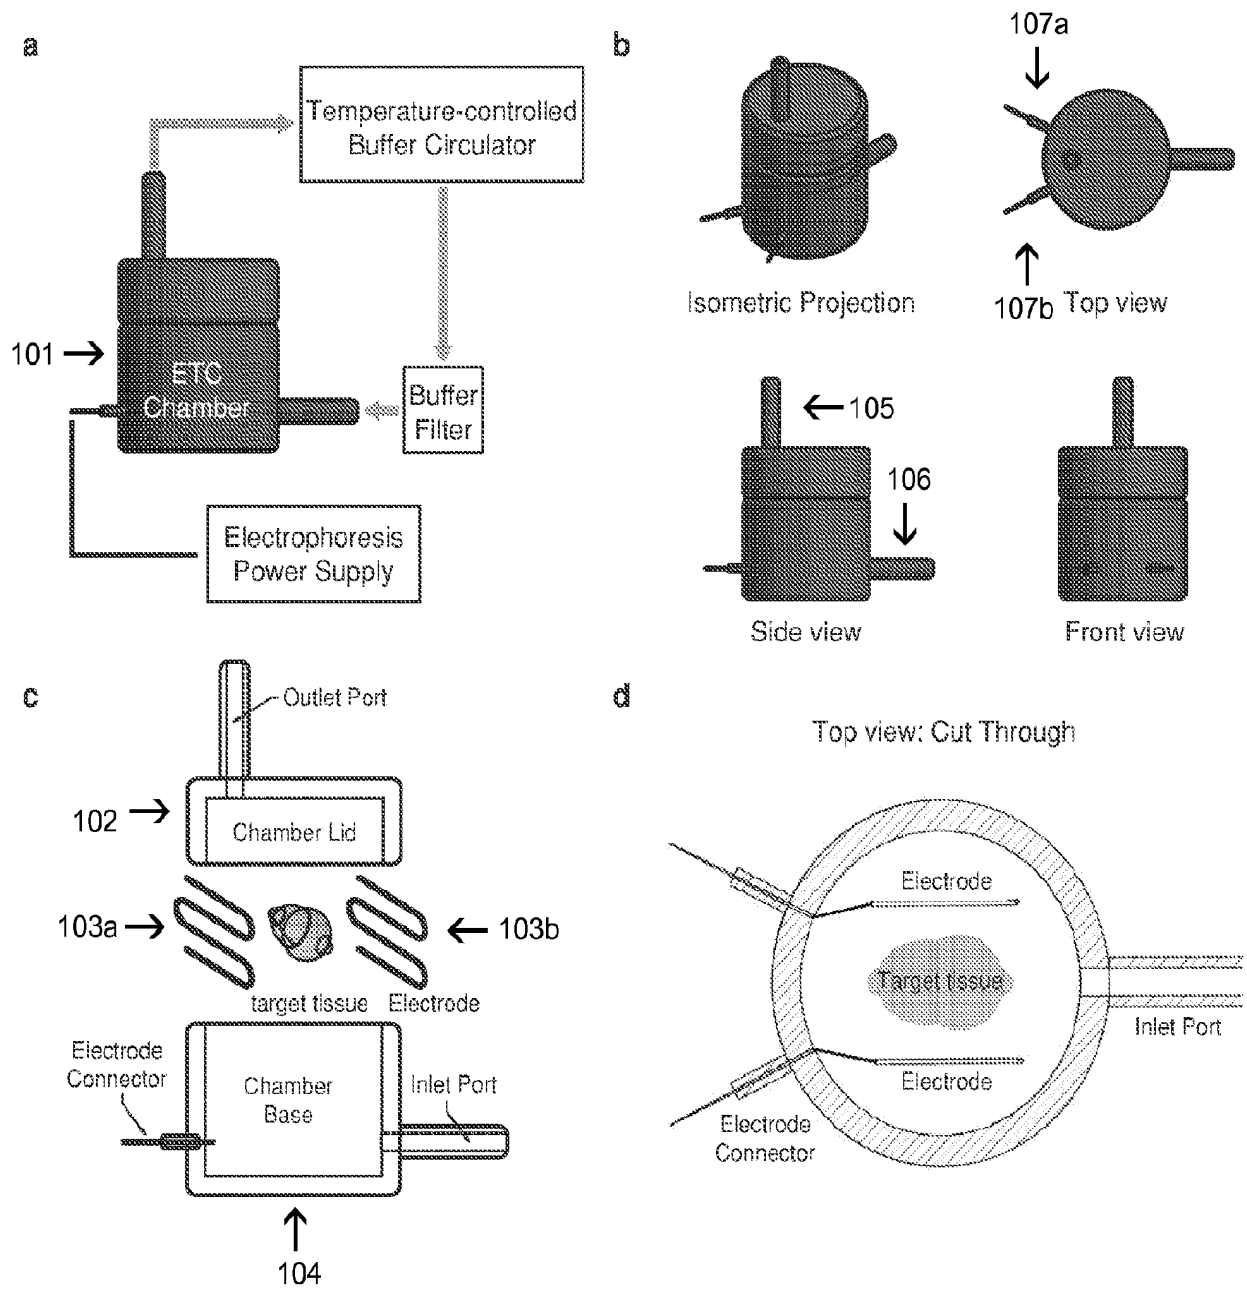 a
Temperature-controlled
Buffer Circulator
101
ETC
Chamber
Buffer
Filter
Electrophoresis
Power Supply
b
107a
Isometric Projection
107b
Top view
105
106
Side view
Front view
c
Outlet Port
102
Chamber Lid
103a
103b
target tissue
Electrode
Electrode
Connector
Chamber
Base
Inlet Port
104
d
Top view: Cut Through
Electrode
Target tissue
Inlet Port
Electrode
Electrode
Connector